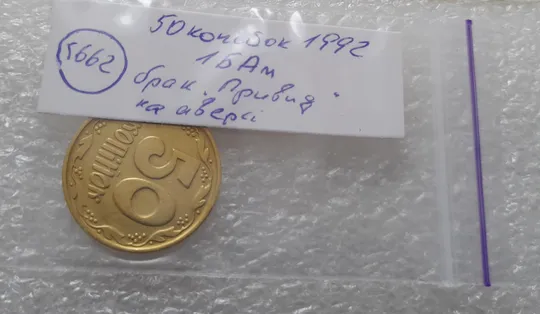 50 копійок 1992
1БАм
5662
брак „Привид"
на аверсі
50
копійок